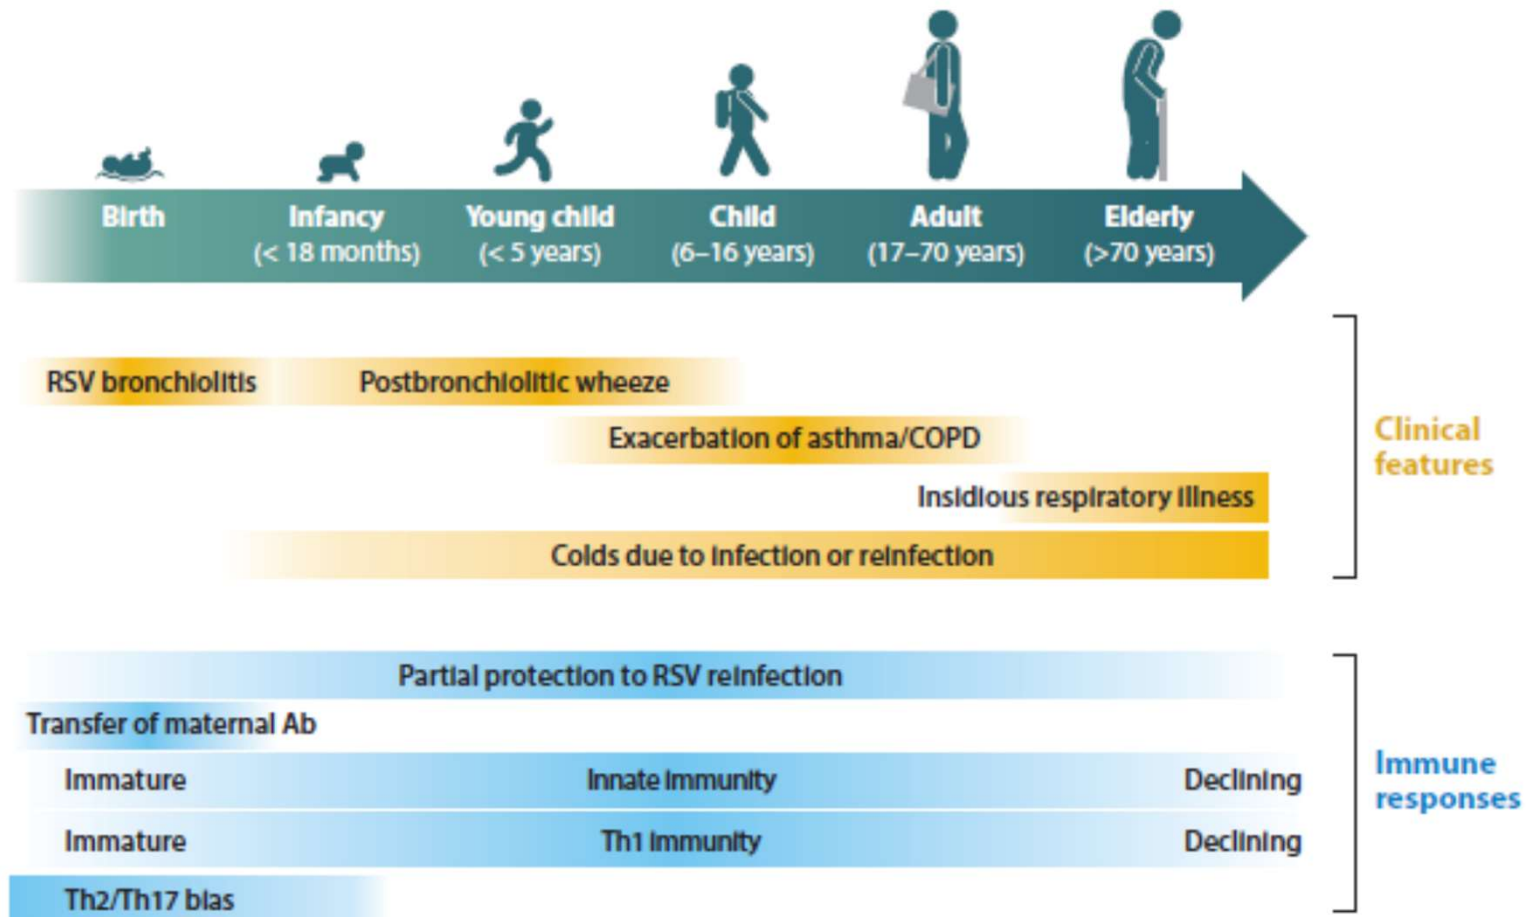 Birth
Infancy
(< 18 months)
Young child
(< 5 years)
Child
(6–16 years)
Adult
(17–70 years)
Elderly
(>70 years)
RSV bronchiolitis
Postbronchiolitic wheeze
Exacerbation of asthma/COPD
Insidious respiratory illness
Colds due to infection or reinfection
Clinical
features
Partial protection to RSV reinfection
Transfer of maternal Ab
Immature
Innate immunity
Declining
Immature
Th1 immunity
Declining
Th2/Th17 bias
Immune
responses